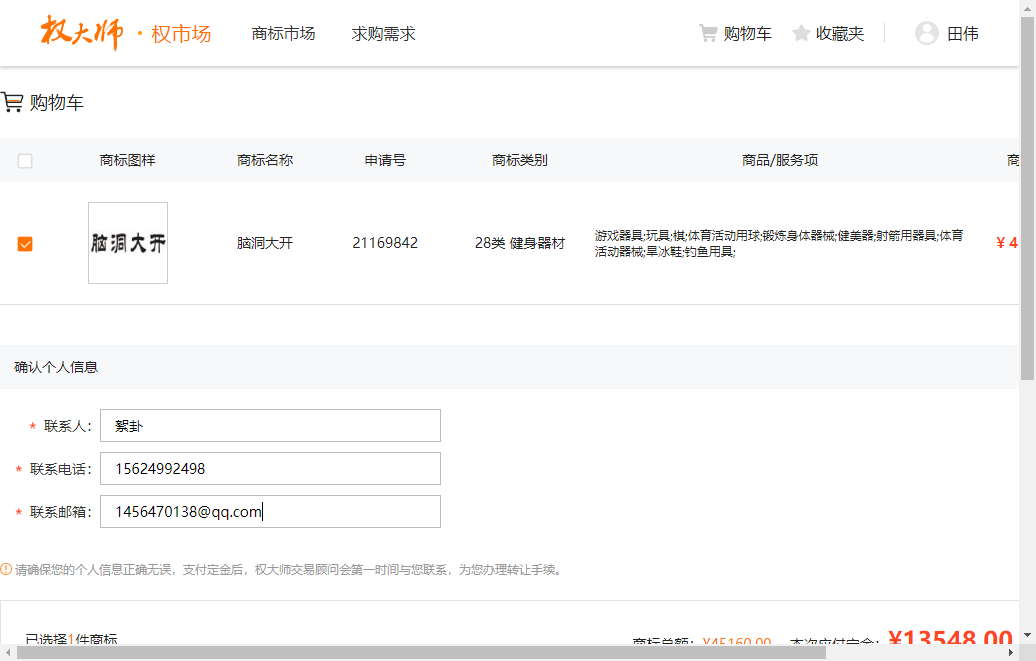 权大师 · 权市场 商标市场 求购需求 购物车 收藏夹 田伟
购物车
商标图样 商标名称 申请号 商标类别 商品/服务项 商
脑洞大开 脑洞大开 21169842 28类 健身器材 游戏器具;玩具;棋;体育活动用球;锻炼身体器械;健美器;射箭用器具;体育 ¥ 4
活动器械;旱冰鞋;钓鱼用具;
确认个人信息
* 联系人: 絮卦
* 联系电话: 15624992498
* 联系邮箱: 1456470138@qq.com
请确保您的个人信息正确无误，支付定金后，权大师交易顾问会第一时间与您联系，为您办理转让手续。
已选择1件商标 商标总额: ¥45160.00 本次应付定金: ¥13548.00